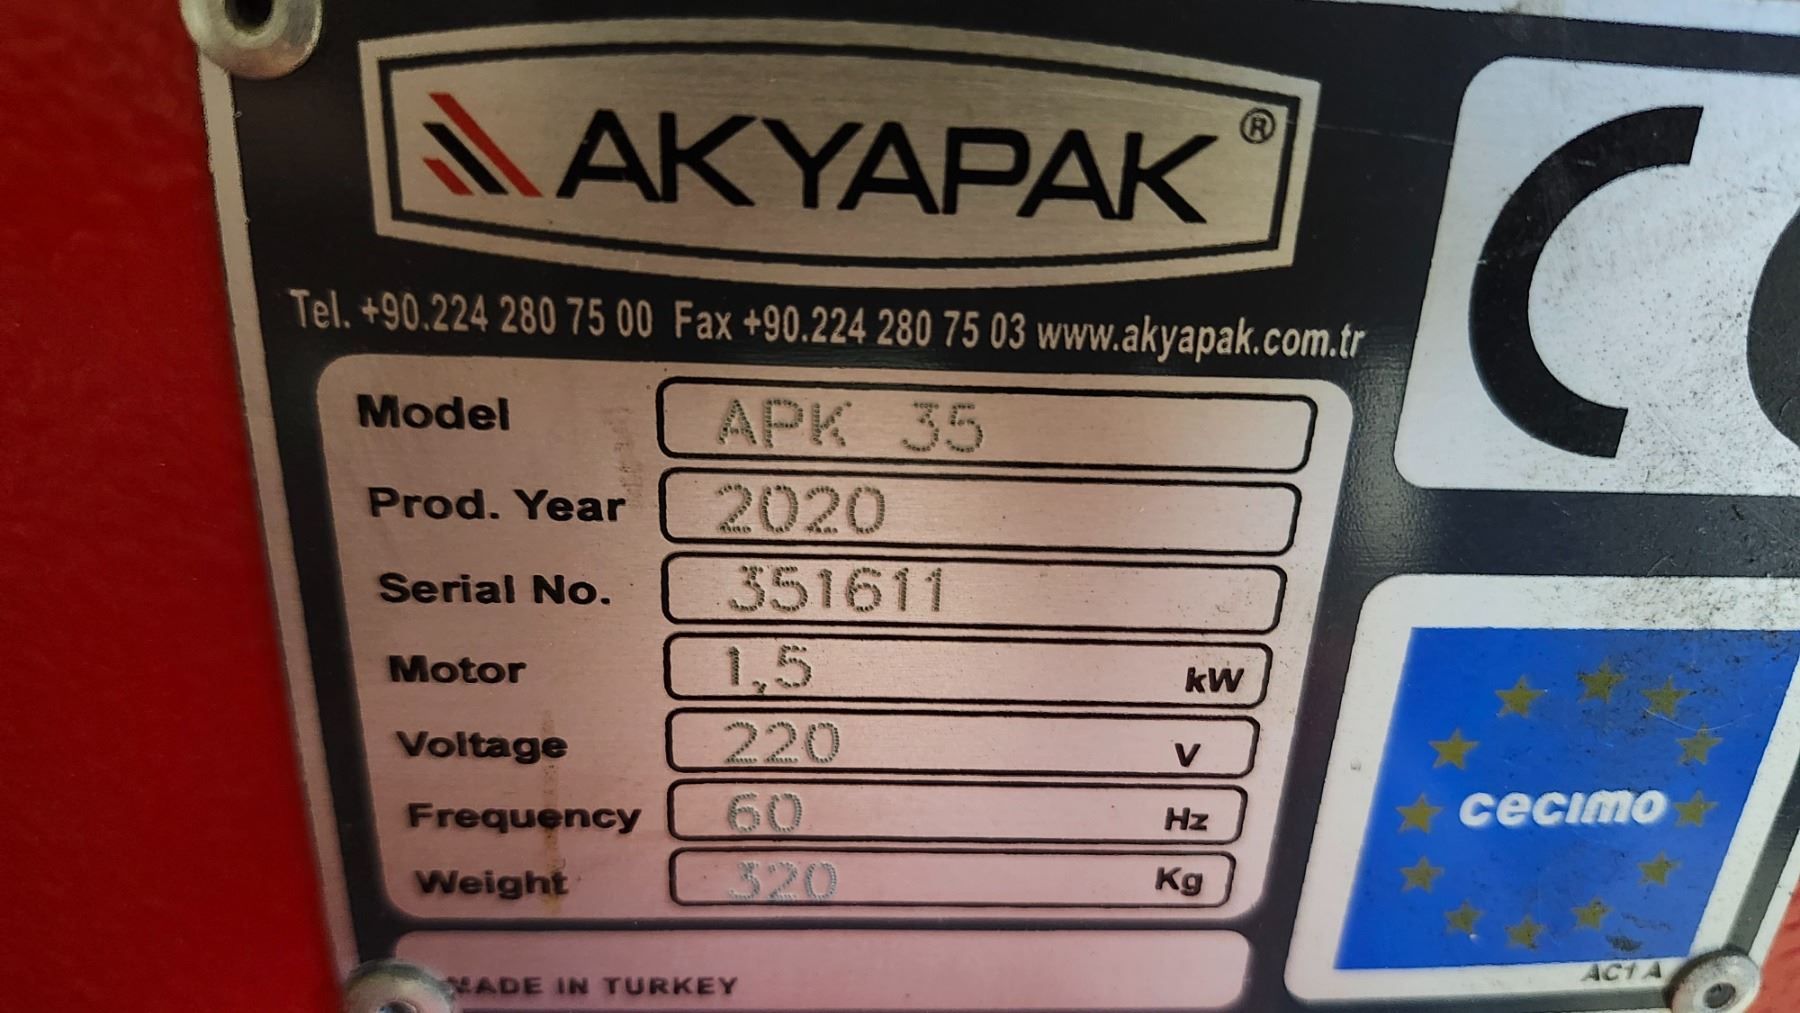 AKYAPAK ®
Tel. +90.224 280 75 00 Fax +90.224 280 75 03 www.akyapak.com.tr
Model APK 35
Prod. Year 2020
Serial No. 351611
Motor 1,5 kW
Voltage 220 V
Frequency 60 Hz
Weight 320 Kg
MADE IN TURKEY
CE
cecimo
AC1 A